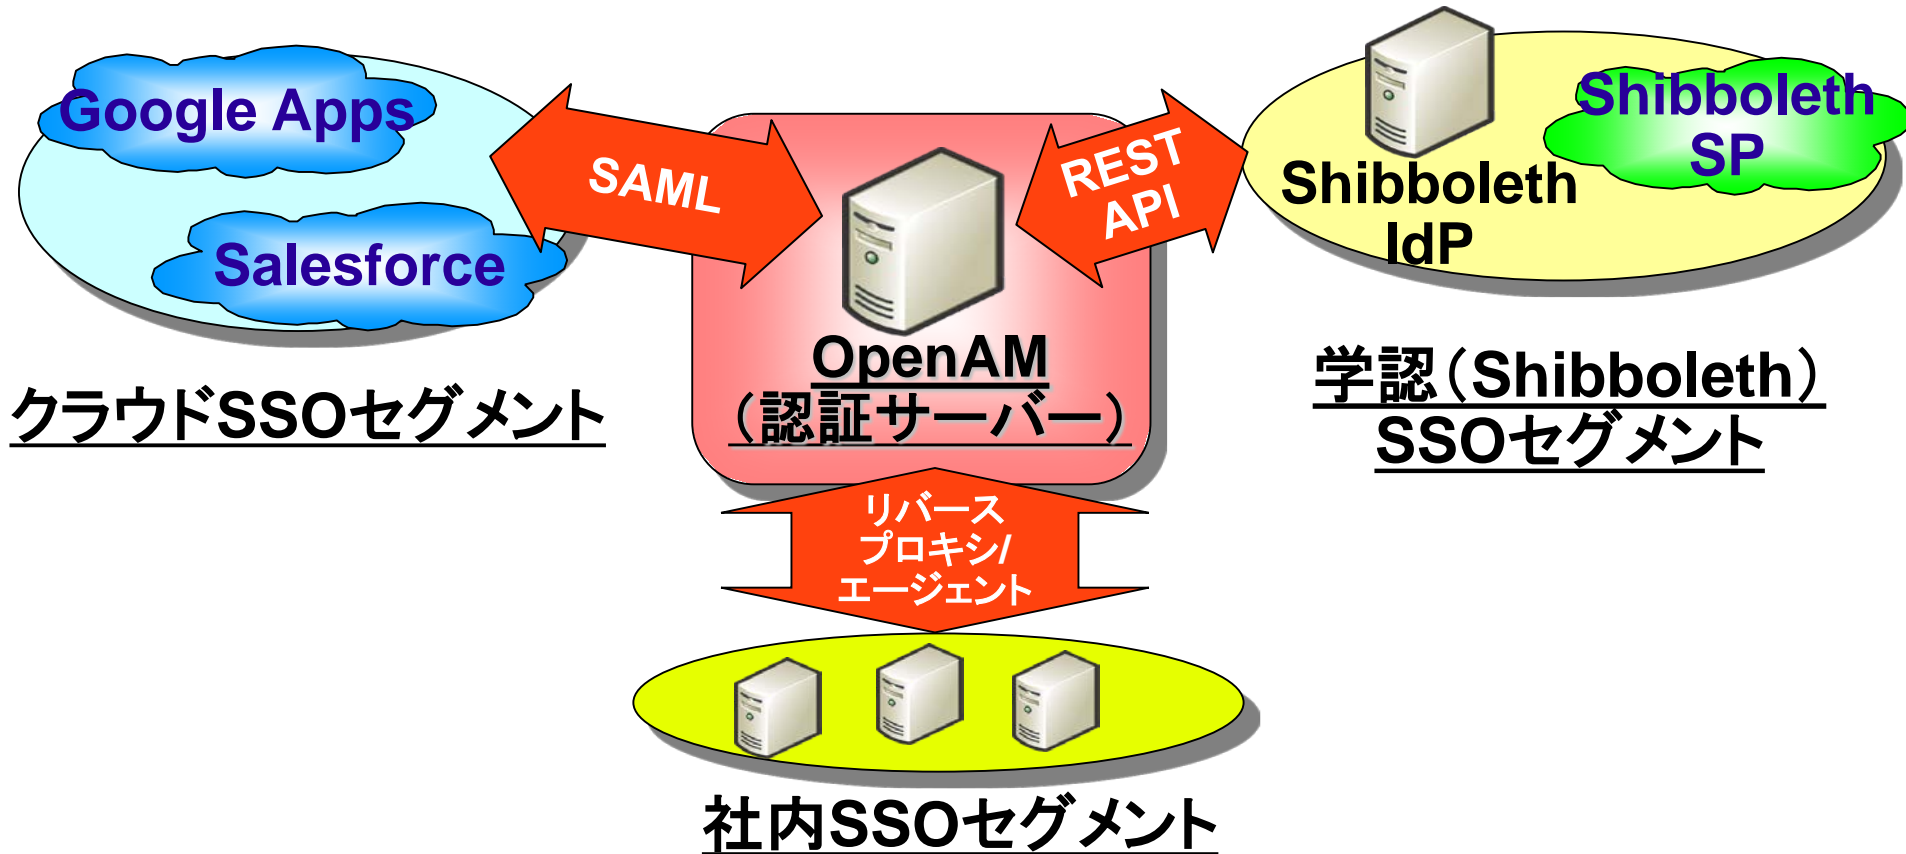 Google Apps
Salesforce
クラウドSSOセグメント
SAML
OpenAM
（認証サーバー）
REST
API
Shibboleth
IdP
Shibboleth
SP
学認（Shibboleth）
SSOセグメント
リバース
プロキシ/
エージェント
社内SSOセグメント